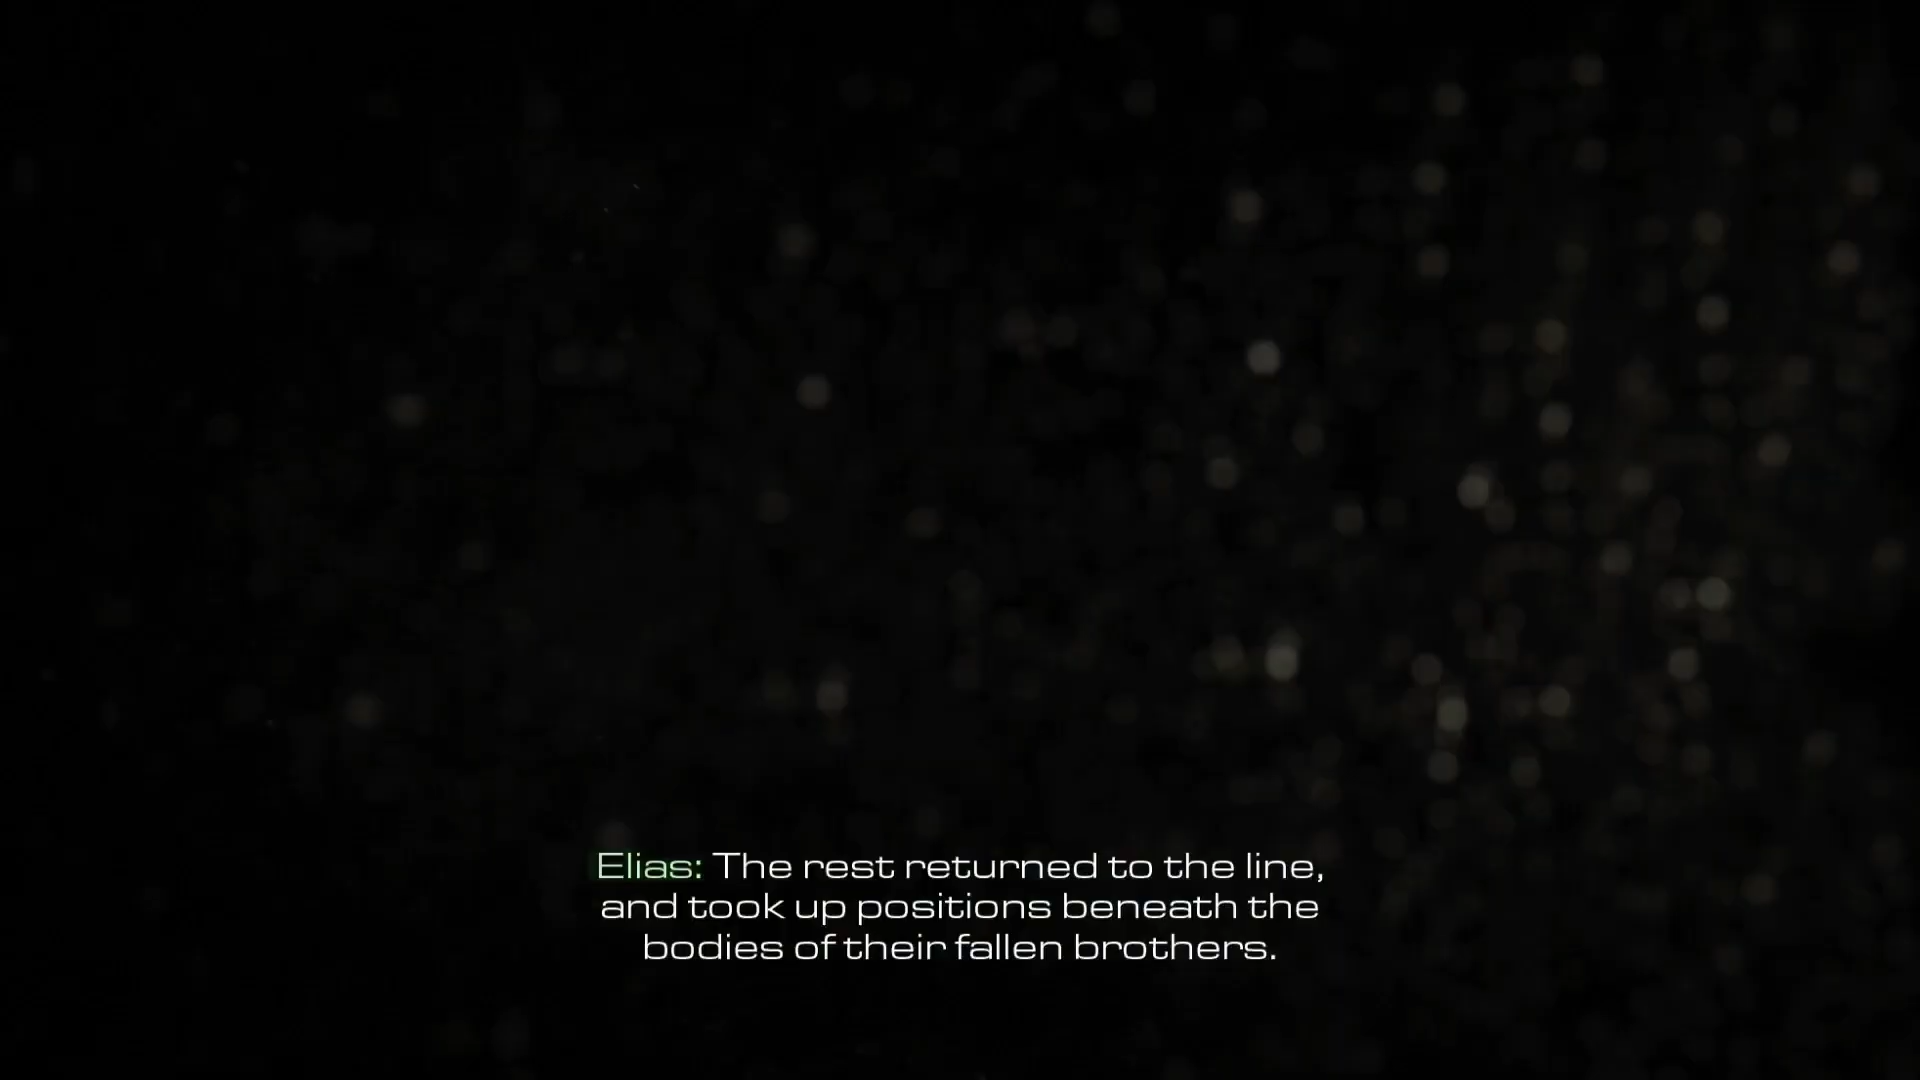 Elias: The rest returned to the line,
and took up positions beneath the
bodies of their fallen brothers.